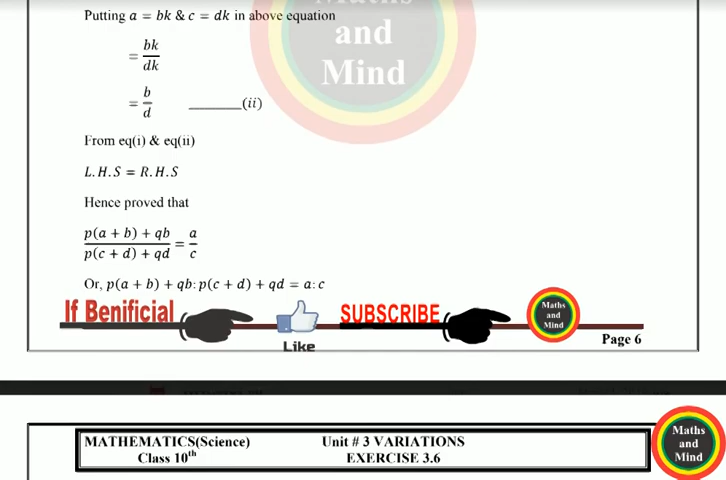 Putting a = bk & c = dk in above equation
and
Mind
= bk/dk
= b/d ______(ii)
From eq(i) & eq(ii)
L.H.S = R.H.S
Hence proved that
p(a + b) + qb / p(c + d) + qd = a/c
Or, p(a + b) + qb: p(c + d) + qd = a: c
If Benificial
Like
SUBSCRIBE
Maths
and
Mind
Page 6
MATHEMATICS(Science) Unit # 3 VARIATIONS
Class 10th EXERCISE 3.6
Maths
and
Mind